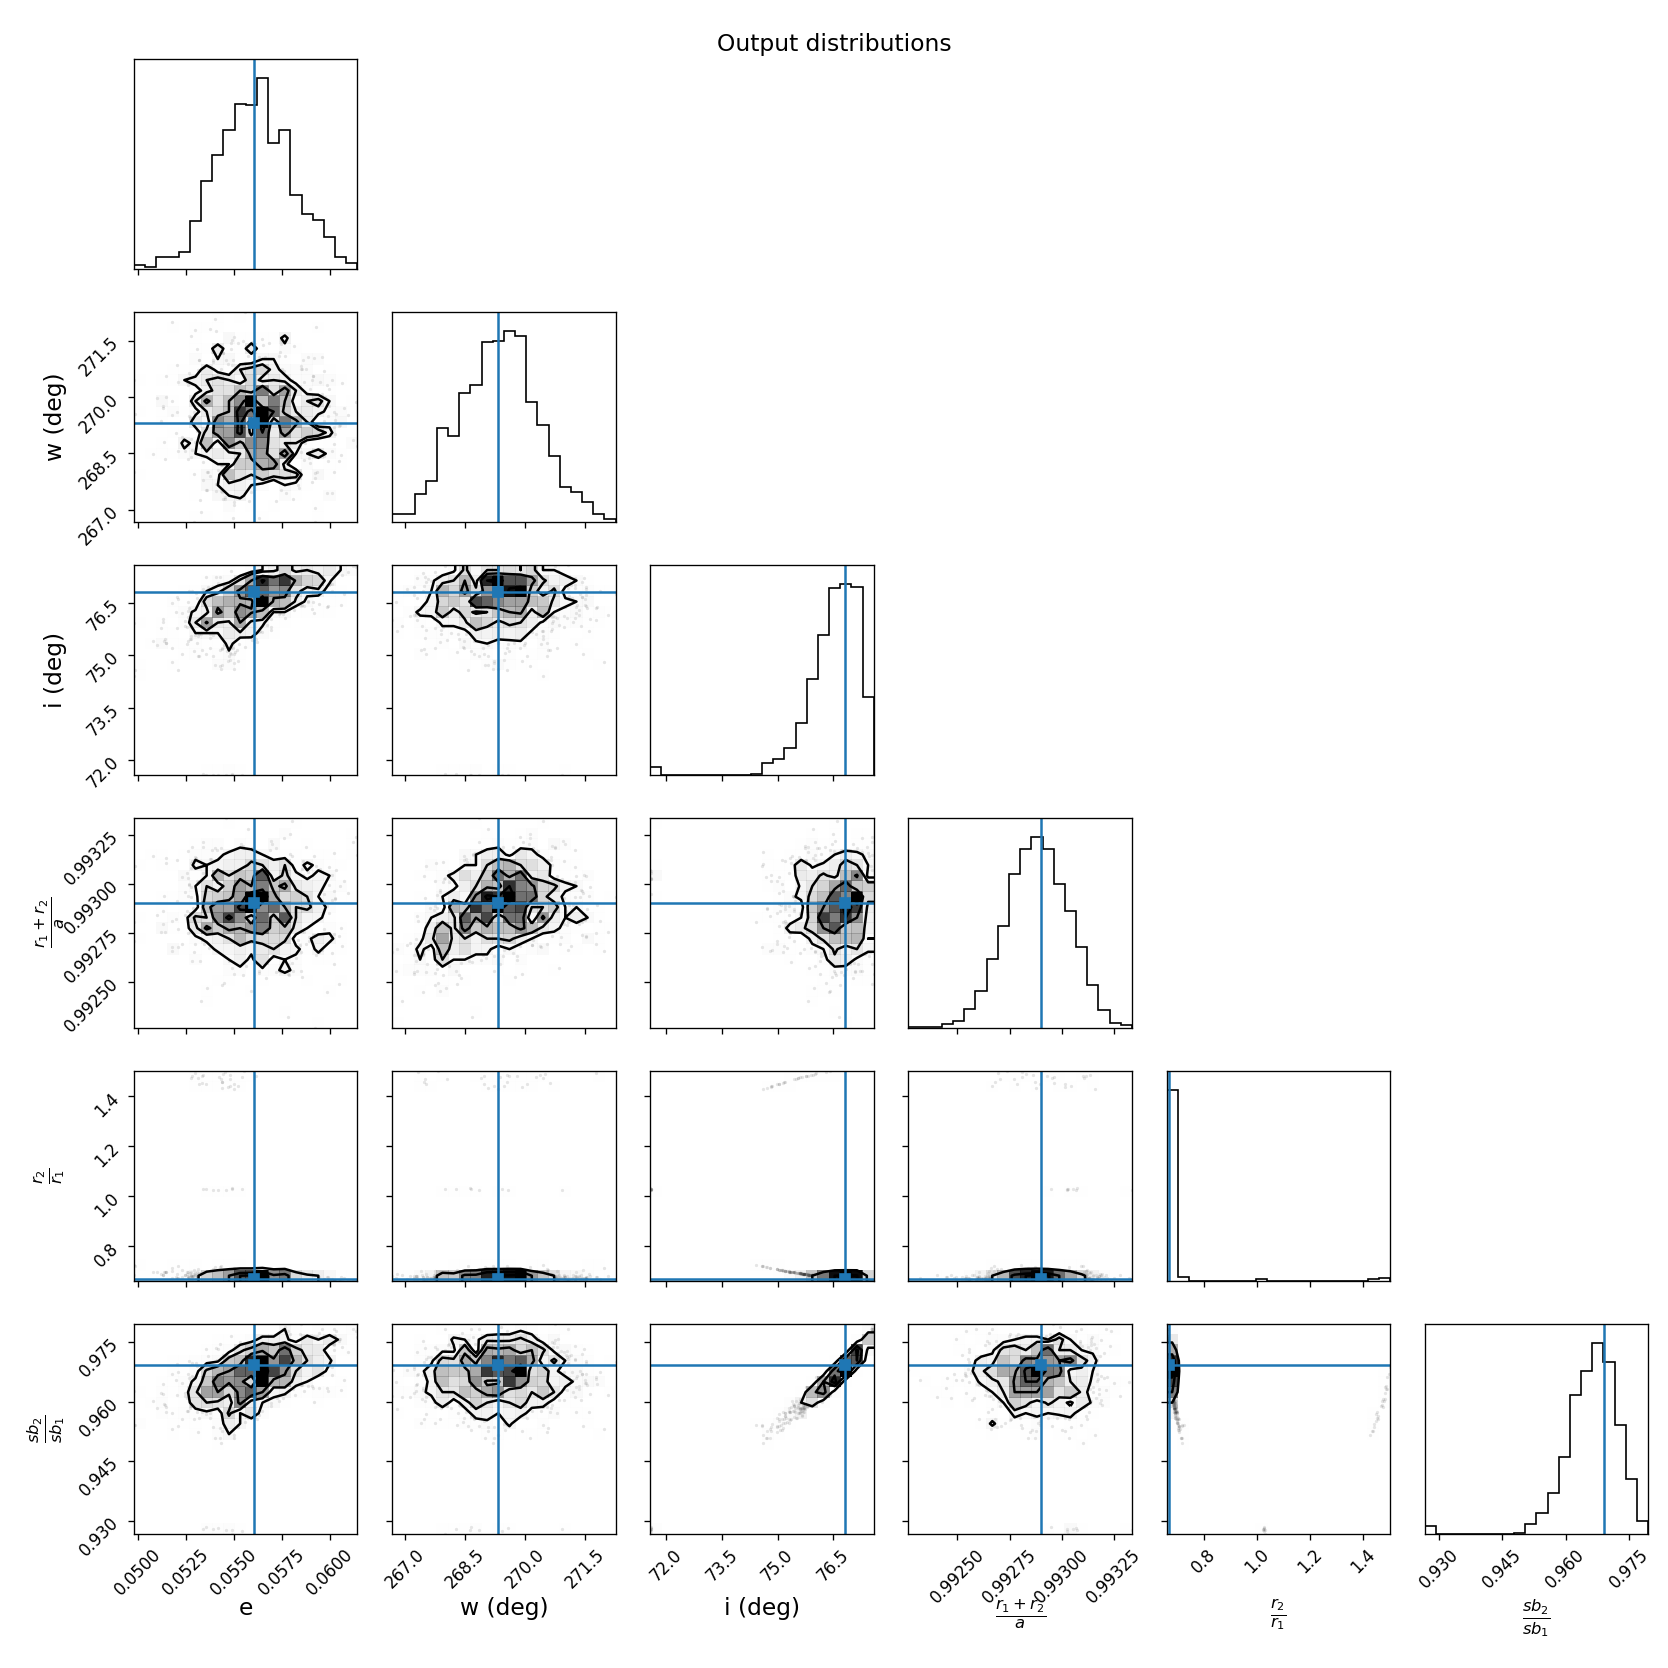 Output distributions
w (deg)
271.5
270.0
268.5
267.0
i (deg)
76.5
75.0
73.5
72.0
r₁ + r₂
a
0.99325
0.99300
0.99275
0.99250
r₂
r₁
1.4
1.2
1.0
0.8
sb₂
sb₁
0.975
0.960
0.945
0.930
0.0500 0.0525 0.0550 0.0575 0.0600 267.0 268.5 270.0 271.5 72.0 73.5 75.0 76.5 0.99250 0.99275 0.99300 0.99325 0.8 1.0 1.2 1.4 0.930 0.945 0.960 0.975
e w (deg) i (deg) r₁ + r₂ r₂ sb₂
a r₁ sb₁